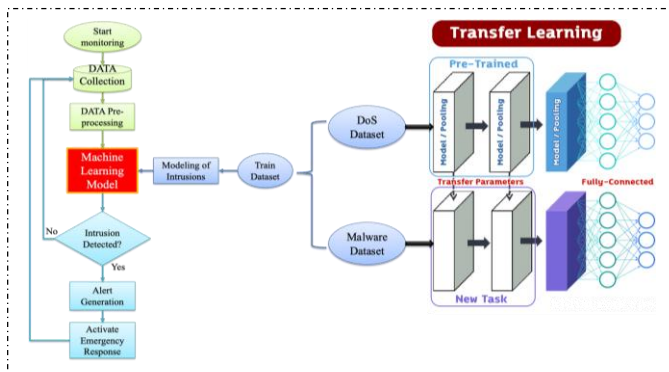 Start
monitoring
DATA
Collection
DATA Pre-
processing
Machine
Learning
Model
Modeling of
Intrusions
Train
Dataset
No
Intrusion
Detected?
Yes
Alert
Generation
Activate
Emergency
Response
Transfer Learning
Pre-Trained
DoS
Dataset
Model / Pooling
Model / Pooling
Model / Pooling
Transfer Parameters
Fully-Connected
Malware
Dataset
New Task